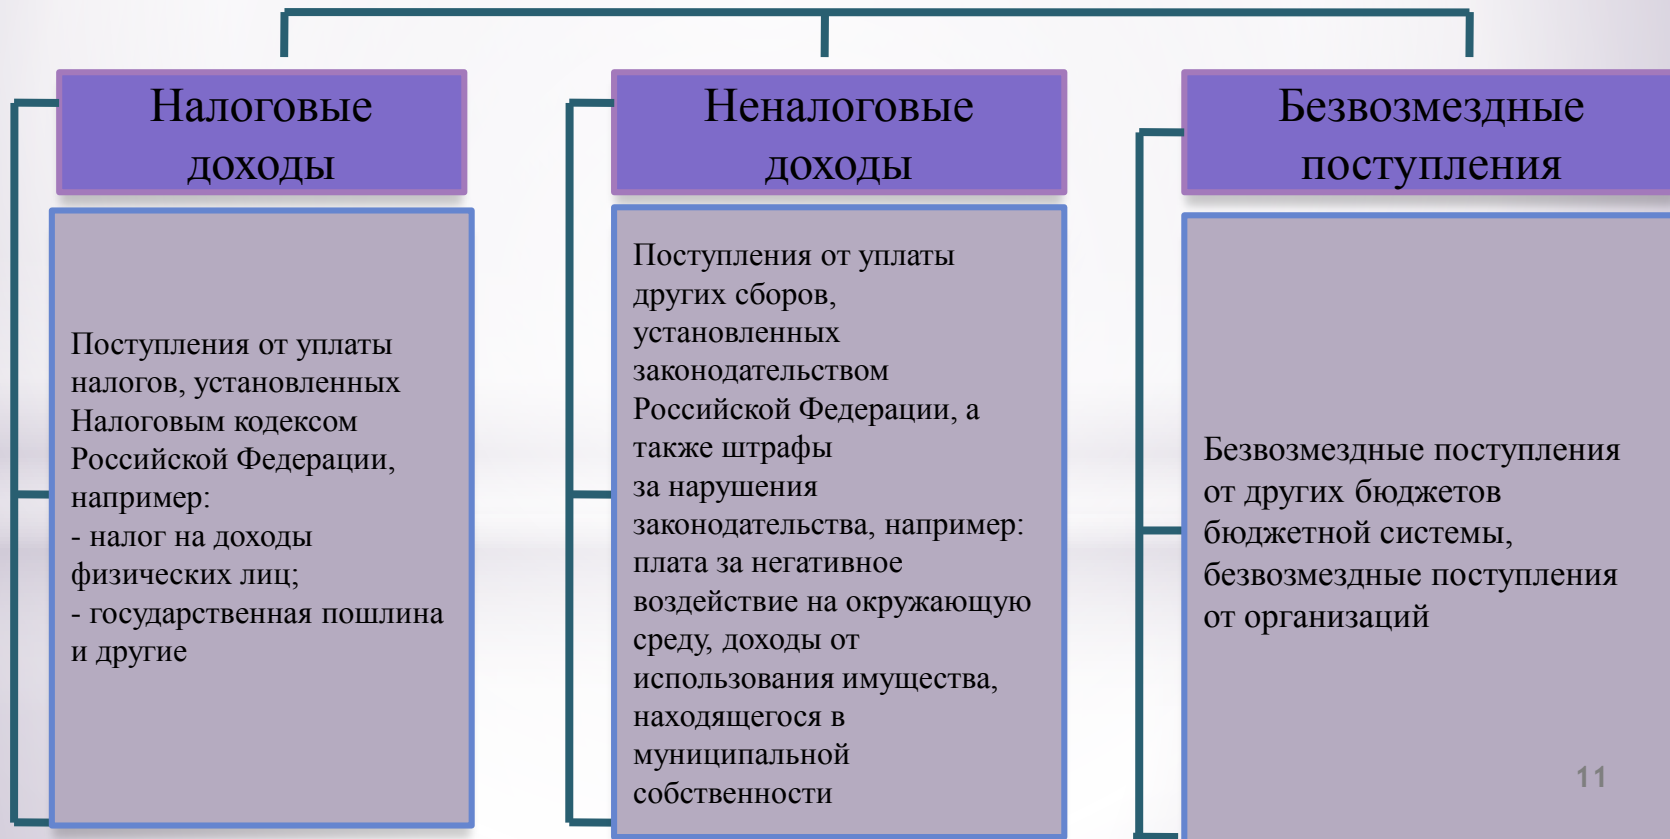 Налоговые
доходы
Поступления от уплаты
налогов, установленных
Налоговым кодексом
Российской Федерации,
например:
- налог на доходы
физических лиц;
- государственная пошлина
и другие
Неналоговые
доходы
Поступления от уплаты
других сборов,
установленных
законодательством
Российской Федерации, а
также штрафы
за нарушения
законодательства, например:
плата за негативное
воздействие на окружающую
среду, доходы от
использования имущества,
находящегося в
муниципальной
собственности
Безвозмездные
поступления
Безвозмездные поступления
от других бюджетов
бюджетной системы,
безвозмездные поступления
от организаций
11